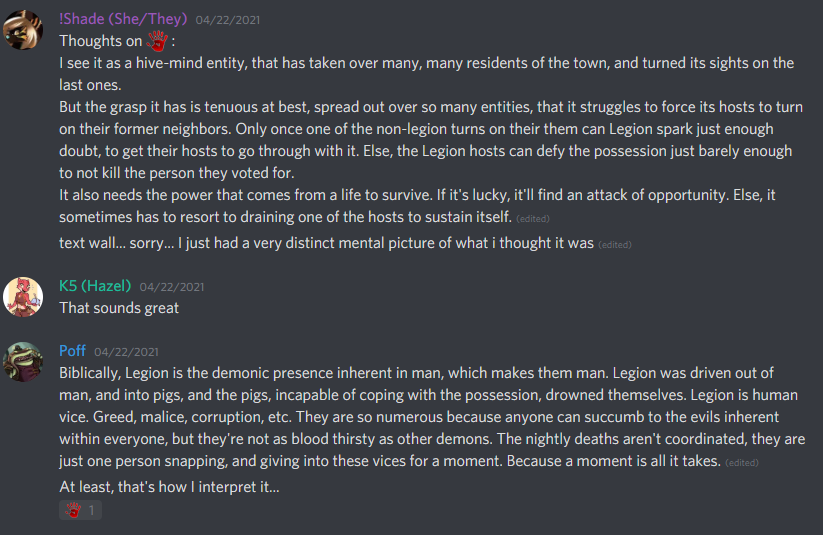 !Shade (She/They) 04/22/2021
Thoughts on :
I see it as a hive-mind entity, that has taken over many, many residents of the town, and turned its sights on the
last ones.
But the grasp it has is tenuous at best, spread out over so many entities, that it struggles to force its hosts to turn
on their former neighbors. Only once one of the non-legion turns on their them can Legion spark just enough
doubt, to get their hosts to go through with it. Else, the Legion hosts can defy the possession just barely enough
to not kill the person they voted for.
It also needs the power that comes from a life to survive. If it's lucky, it'll find an attack of opportunity. Else, it
sometimes has to resort to draining one of the hosts to sustain itself. (edited)
text wall... sorry... I just had a very distinct mental picture of what i thought it was (edited)
K5 (Hazel) 04/22/2021
That sounds great
Poff 04/22/2021
Biblically, Legion is the demonic presence inherent in man, which makes them man. Legion was driven out of
man, and into pigs, and the pigs, incapable of coping with the possession, drowned themselves. Legion is human
vice. Greed, malice, corruption, etc. They are so numerous because anyone can succumb to the evils inherent
within everyone, but they're not as blood thirsty as other demons. The nightly deaths aren't coordinated, they are
just one person snapping, and giving into these vices for a moment. Because a moment is all it takes. (edited)
At least, that's how I interpret it...
1